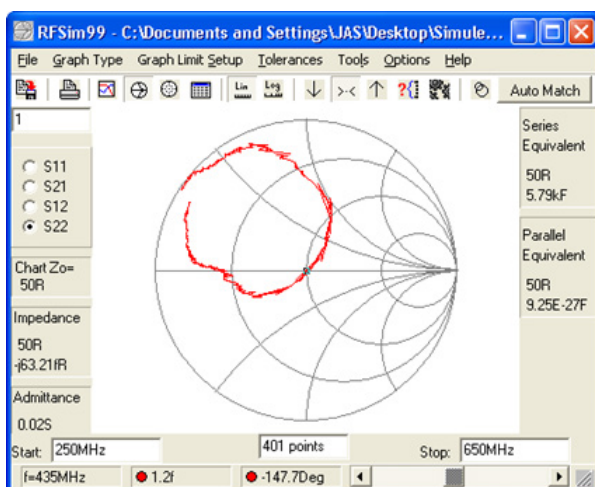 RFSim99 - C:\Documents and Settings\JAS\Desktop\Simule...
File Graph Type Graph Limit Setup Tolerances Tools Options Help
Lin Log Auto Match
1
S11
S21
S12
S22
Chart Zo=
50R
Impedance
50R
-j63.21fR
Admittance
0.02S
Series
Equivalent
50R
5.79kF
Parallel
Equivalent
50R
9.25E-27F
Start: 250MHz 401 points Stop: 650MHz
f=435MHz 1.2f -147.7Deg